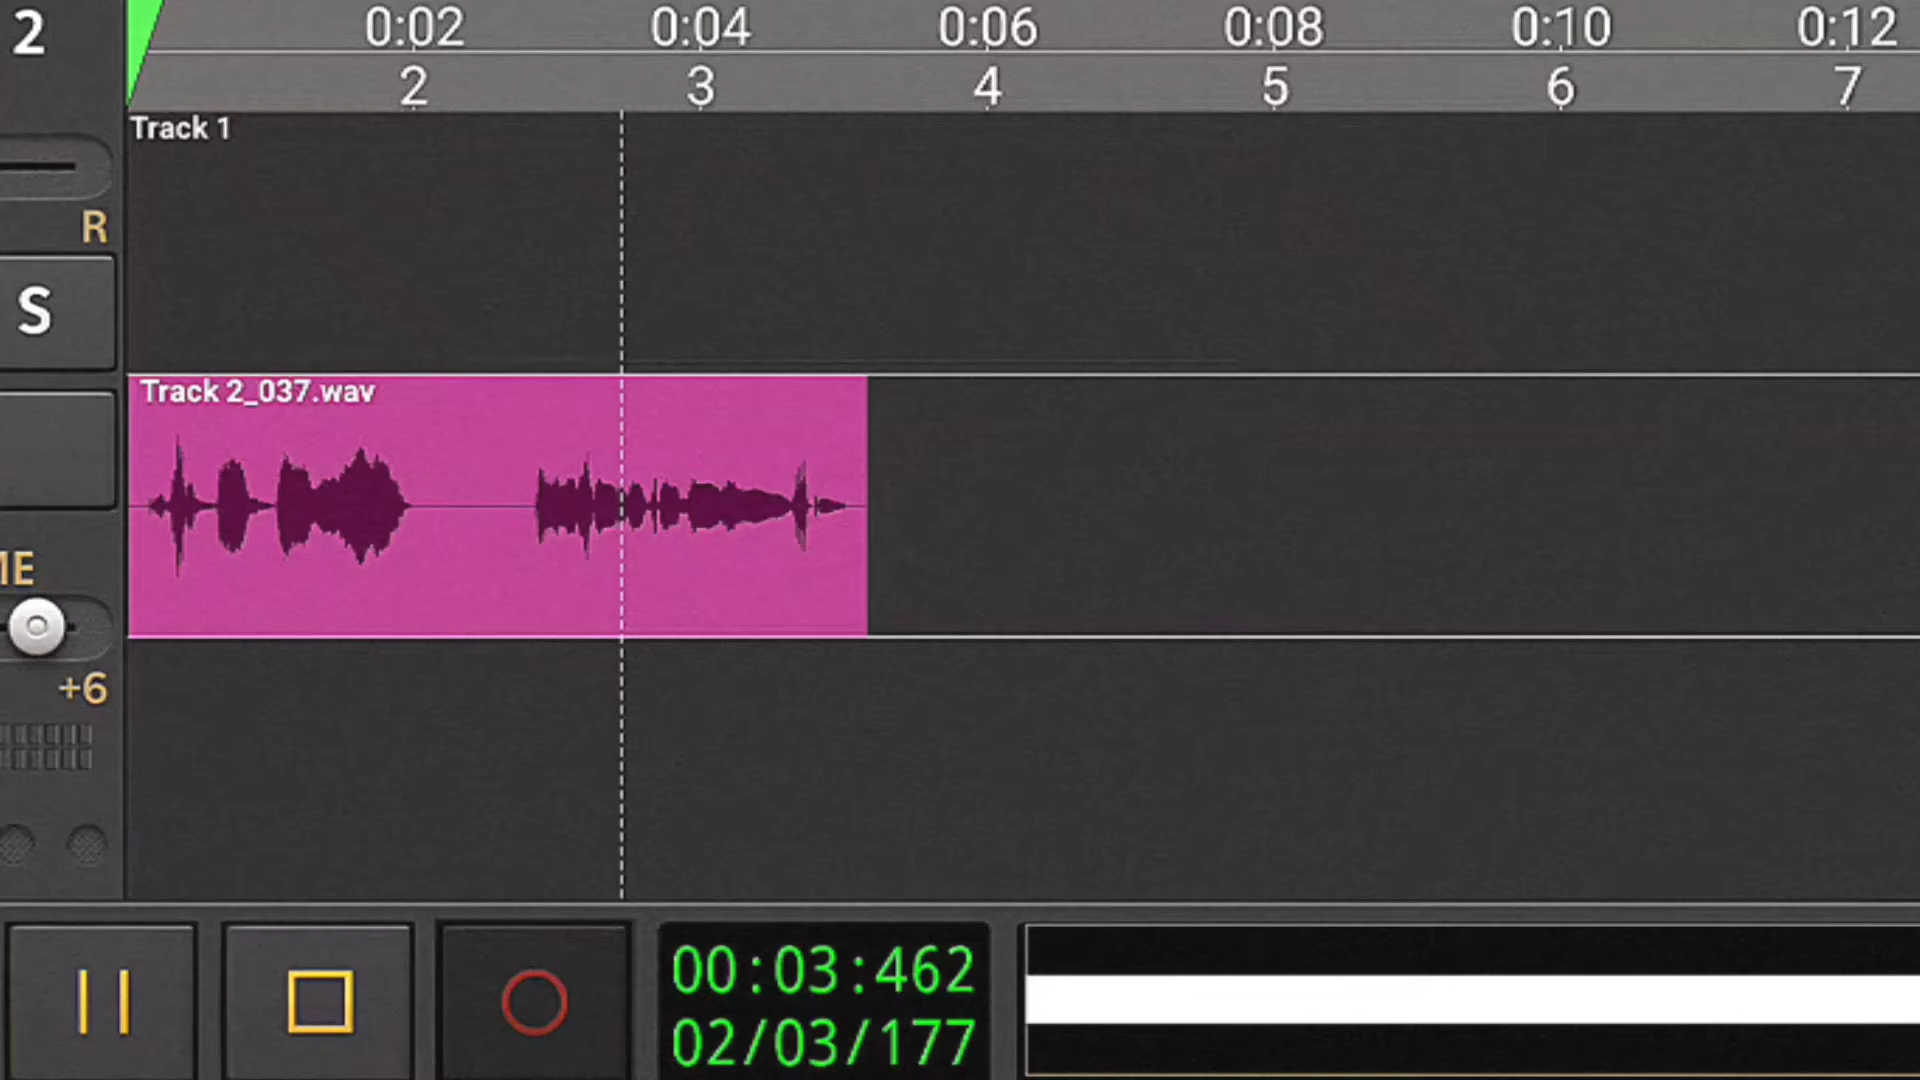 2
0:02 0:04 0:06 0:08 0:10 0:12
2 3 4 5 6 7
Track 1
R
S
Track 2_037.wav
+6
00:03:462
02/03/177